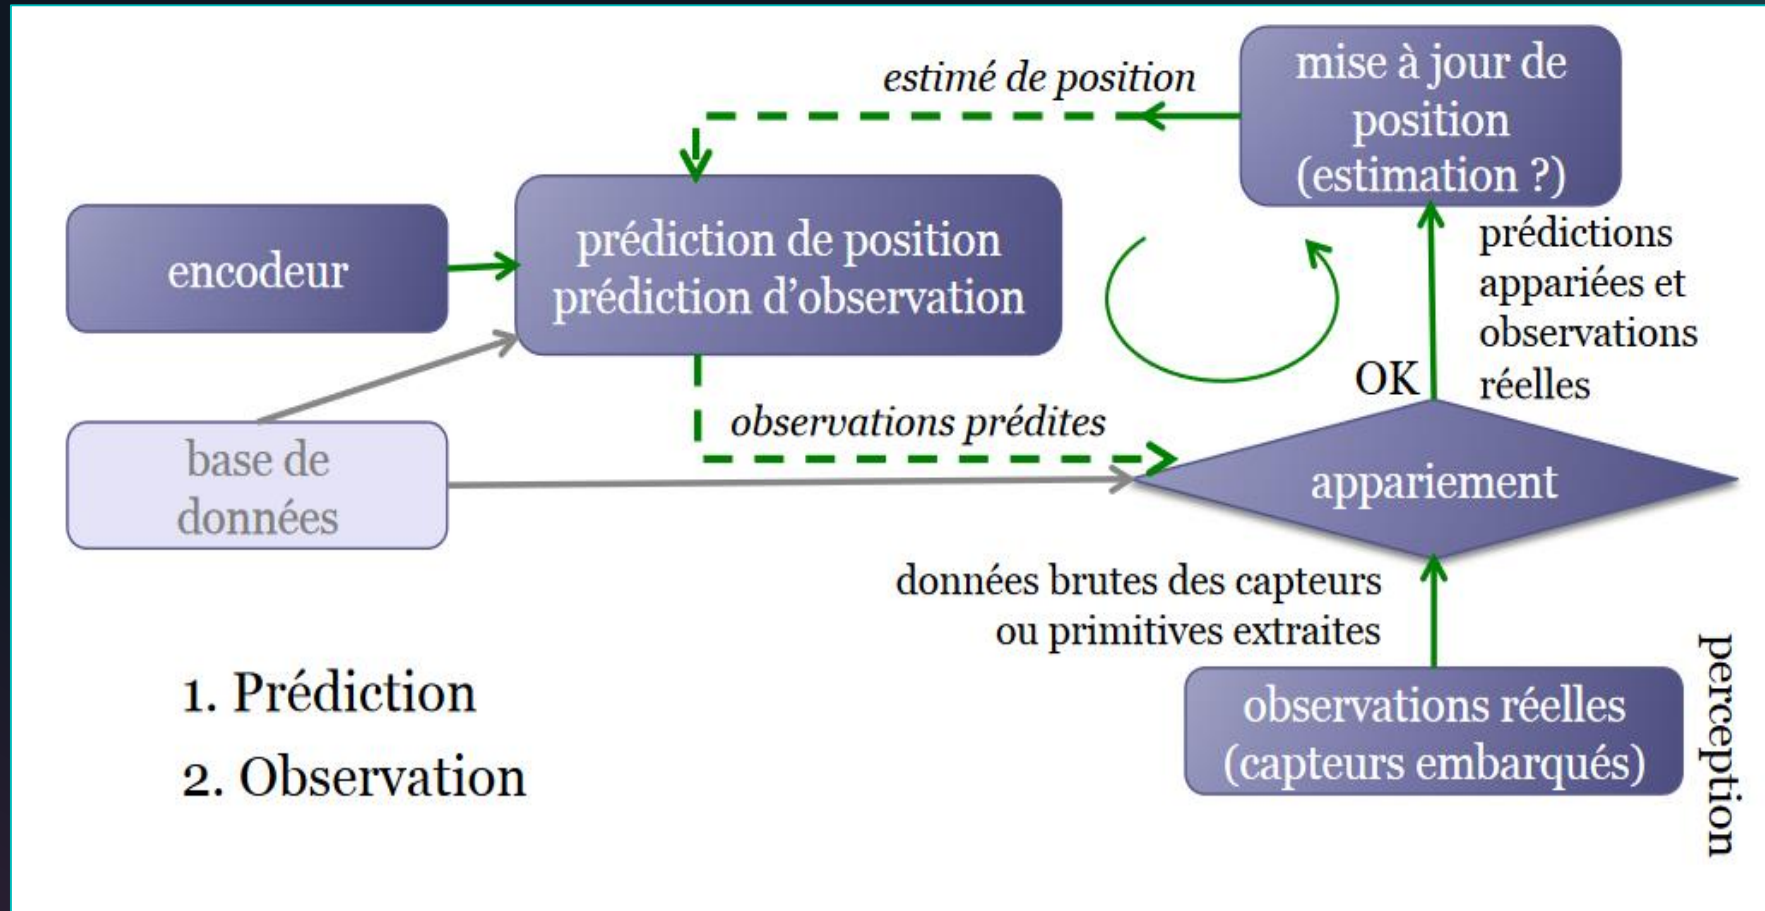 estimé de position
mise à jour de
position
(estimation ?)
encodeur
prédiction de position
prédiction d’observation
prédictions
appariées et
observations
réelles
OK
observations prédites
base de
données
appariement
données brutes des capteurs
ou primitives extraites
observations réelles
(capteurs embarqués)
perception
1. Prédiction
2. Observation